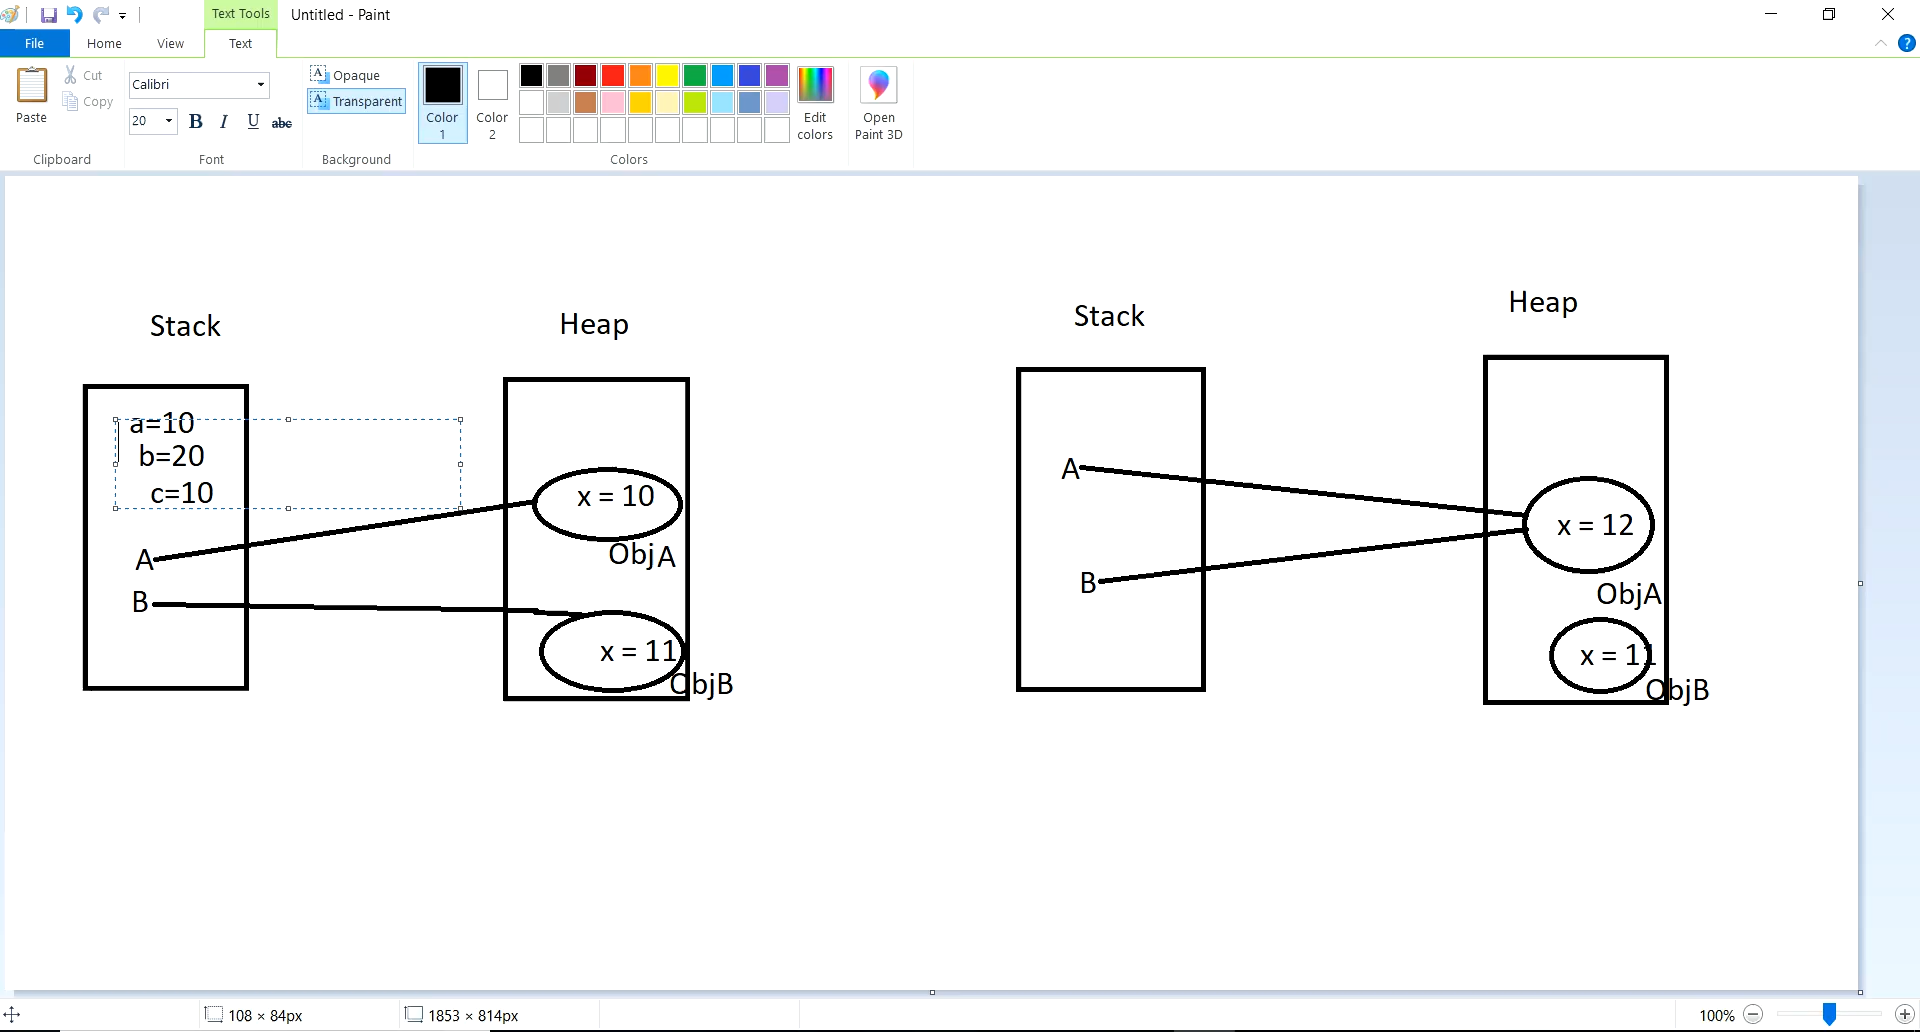 Text Tools
Untitled - Paint
File
Home
View
Text
Paste
Cut
Copy
Clipboard
Calibri
20
B I U abc
Font
Opaque
Transparent
Background
Color 1
Color 2
Colors
Edit colors
Open Paint 3D
Stack
Heap
a=10
b=20
c=10
A
B
x = 10
ObjA
x = 11
ObjB
Stack
Heap
A
B
x = 12
ObjA
x = 11
ObjB
108 × 84px
1853 × 814px
100%